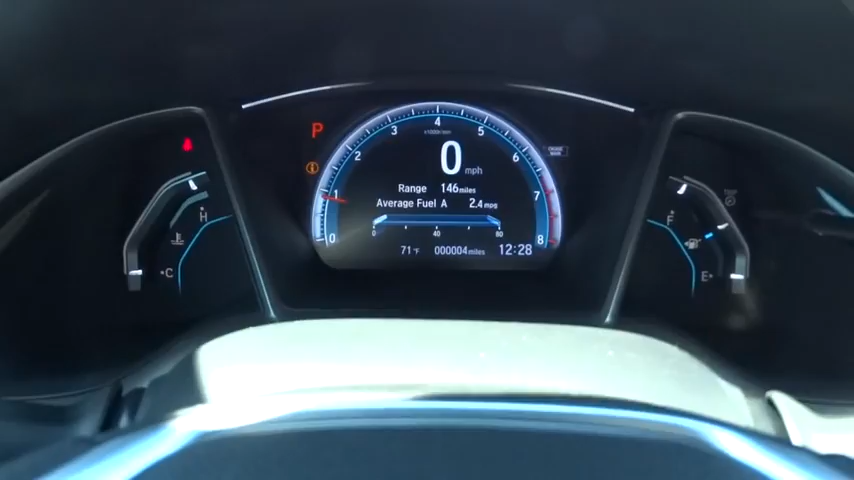 P
4
3
5
x1000r/min
2
6
0 mph
1
7
Range 146 miles
Average Fuel A 2.4 mpg
0
8
0 40 80
71°F 000004 miles 12:28
H
C
F
E